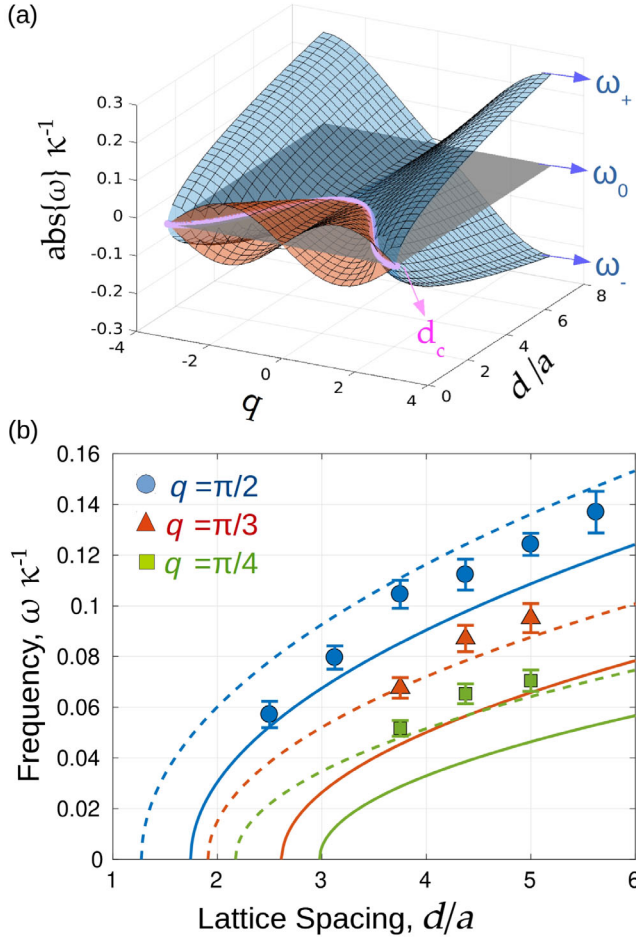 (a)
ω₊
ω₀
ω₋
abs{ω} κ⁻¹
0.3
0.2
0.1
0
-0.1
-0.2
-0.3
-4
-2
0
2
4
q
0
2
4
6
8
d/a
d_c
(b)
Frequency, ω κ⁻¹
0.16
0.14
0.12
0.1
0.08
0.06
0.04
0.02
0
q =π/2
q =π/3
q =π/4
1
2
3
4
5
6
Lattice Spacing, d/a